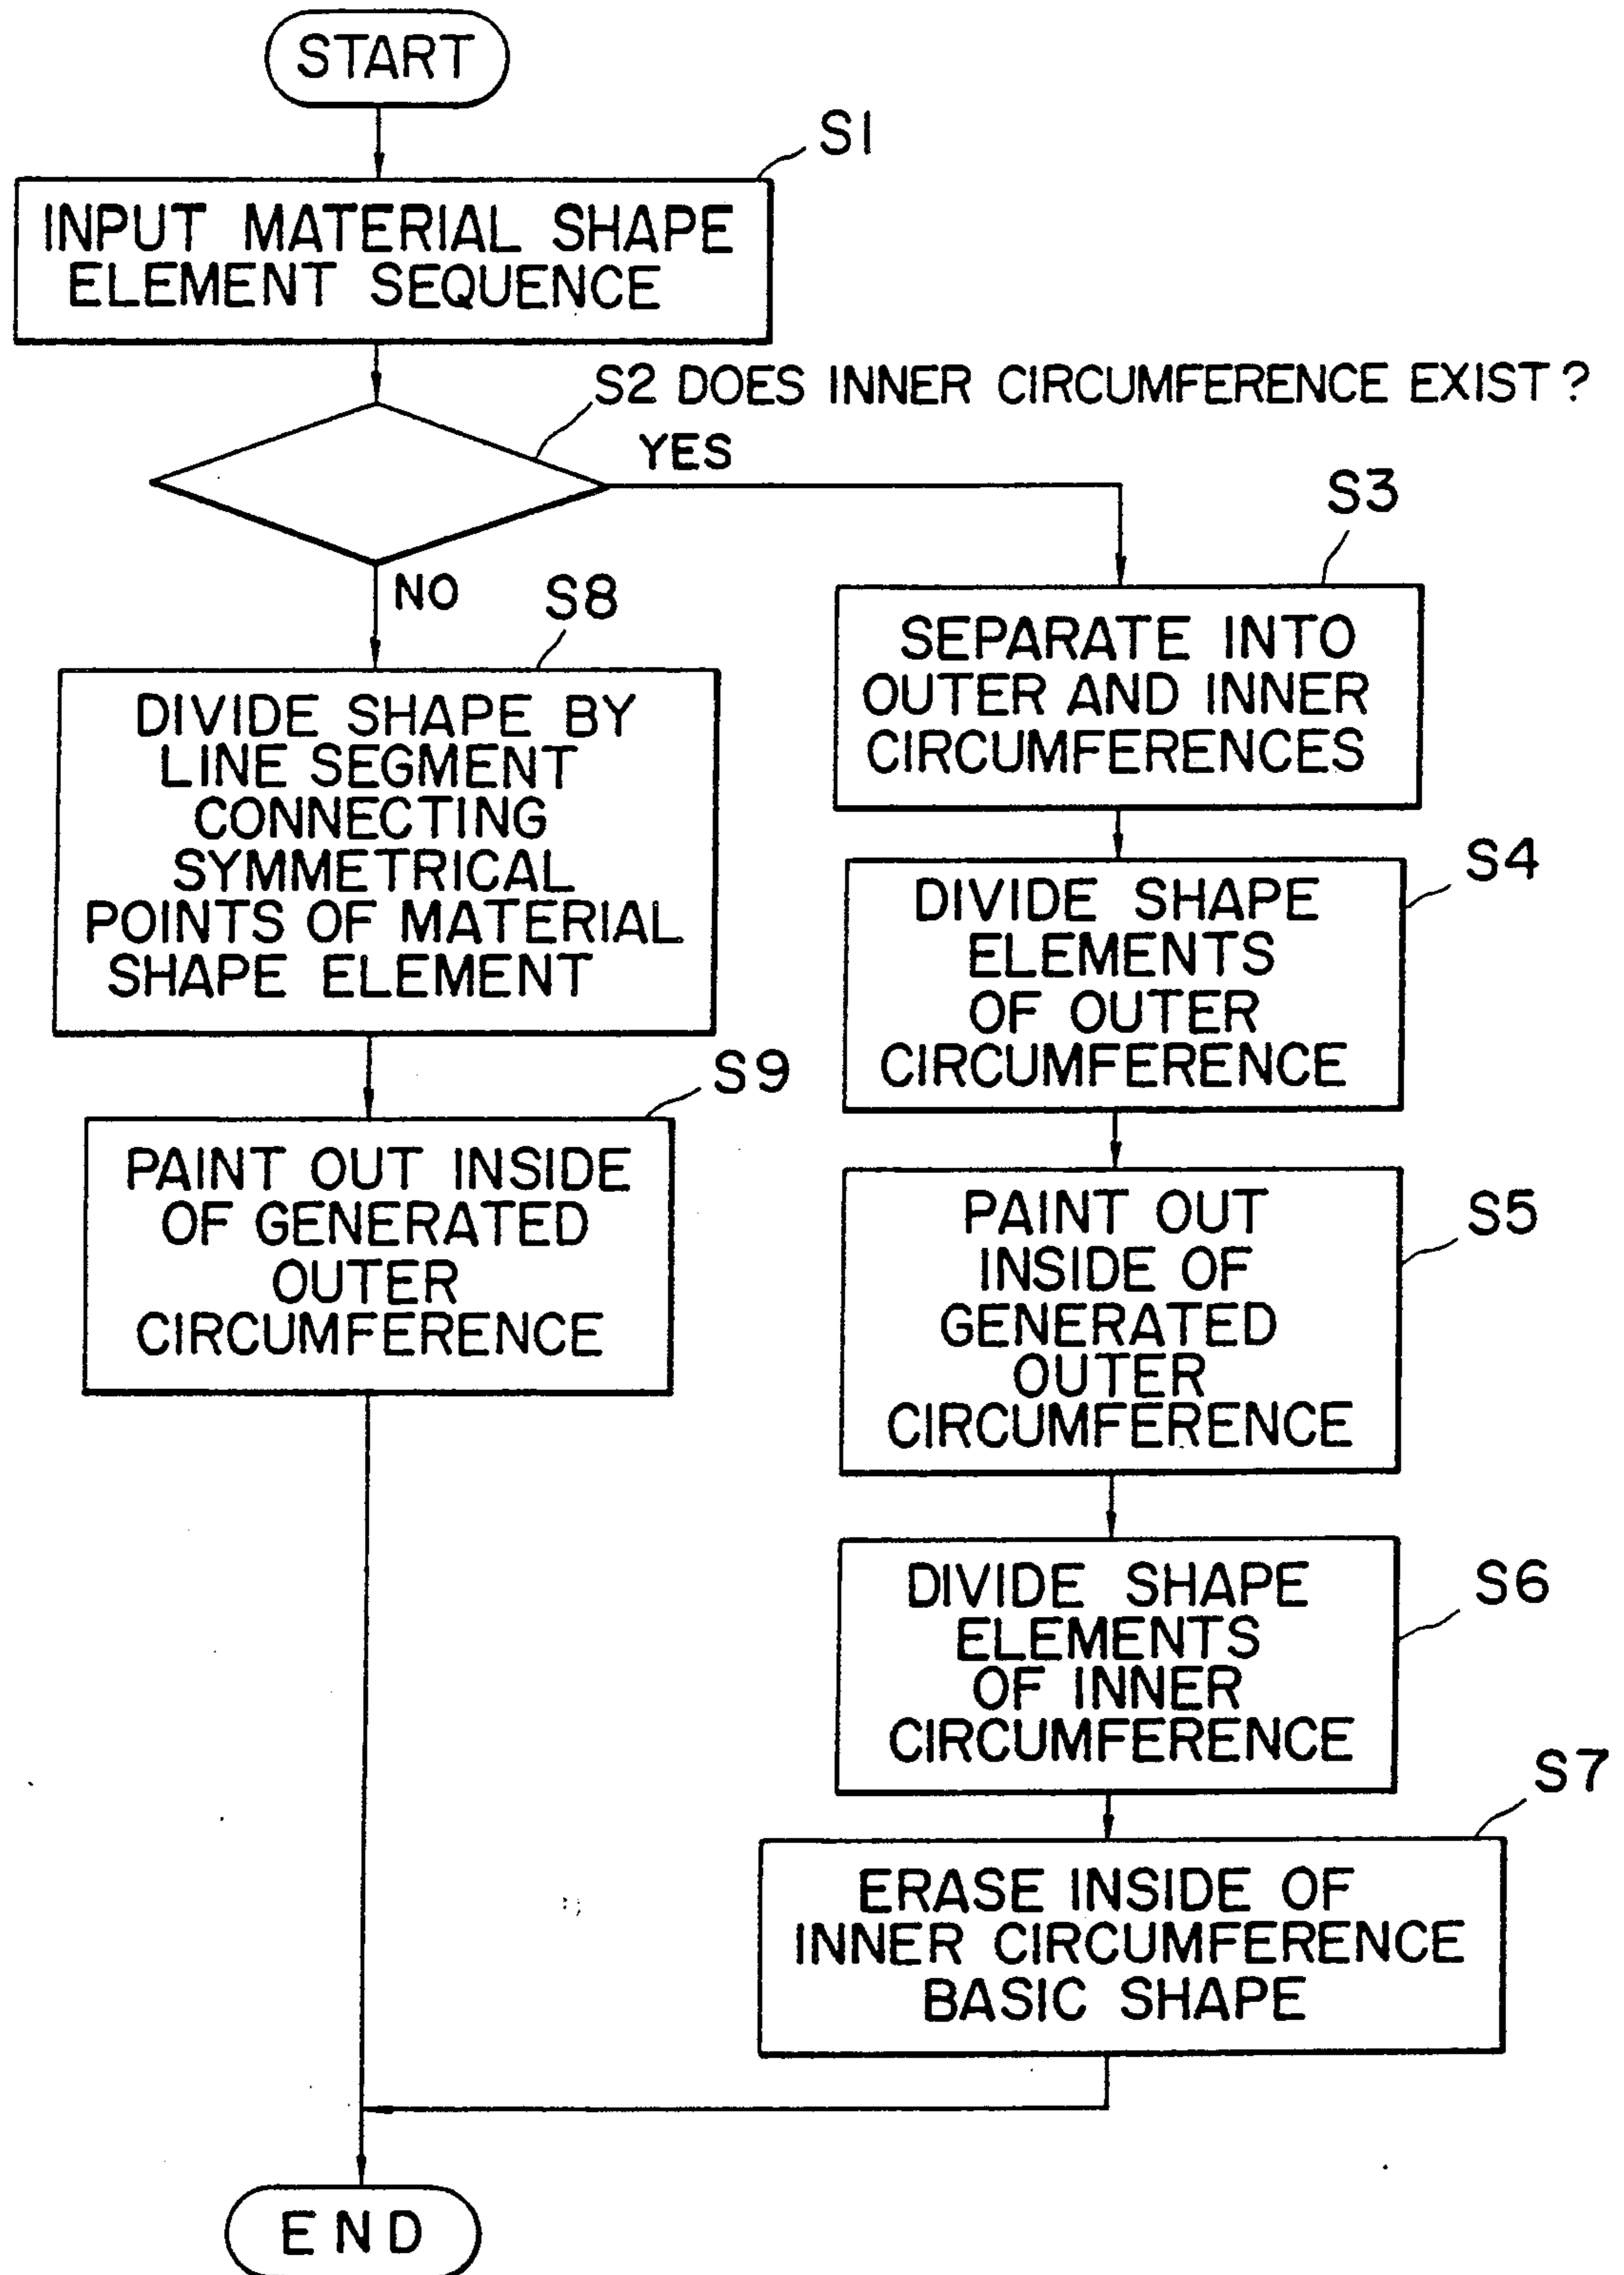 START
S1
INPUT MATERIAL SHAPE
ELEMENT SEQUENCE
S2 DOES INNER CIRCUMFERENCE EXIST?
YES
NO
S3
SEPARATE INTO
OUTER AND INNER
CIRCUMFERENCES
S4
DIVIDE SHAPE
ELEMENTS
OF OUTER
CIRCUMFERENCE
S5
PAINT OUT
INSIDE OF
GENERATED
OUTER
CIRCUMFERENCE
S6
DIVIDE SHAPE
ELEMENTS
OF INNER
CIRCUMFERENCE
S7
ERASE INSIDE OF
INNER CIRCUMFERENCE
BASIC SHAPE
S8
DIVIDE SHAPE BY
LINE SEGMENT
CONNECTING
SYMMETRICAL
POINTS OF MATERIAL
SHAPE ELEMENT
S9
PAINT OUT INSIDE
OF GENERATED
OUTER
CIRCUMFERENCE
END